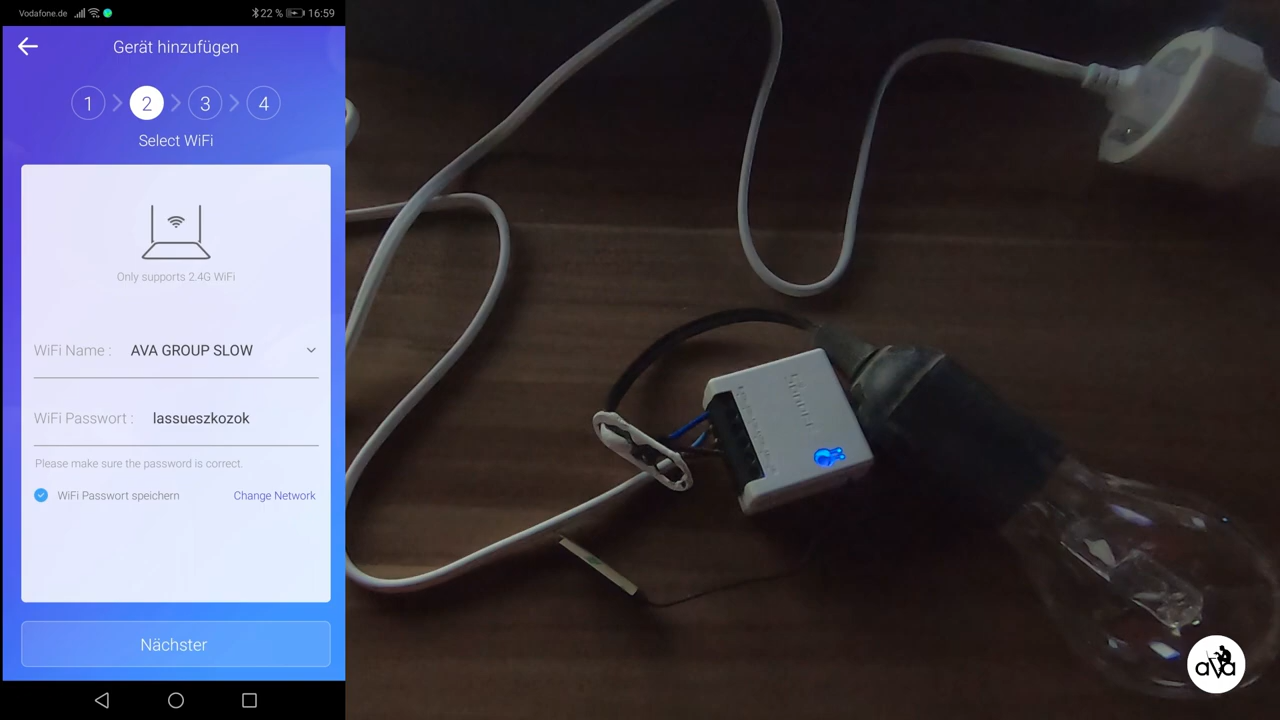 Vodafone.de
22 %
16:59
Gerät hinzufügen
1
2
3
4
Select WiFi
Only supports 2.4G WiFi
WiFi Name : AVA GROUP SLOW
WiFi Passwort : lassueszkozok
Please make sure the password is correct.
WiFi Passwort speichern
Change Network
Nächster
SONOFF
ava